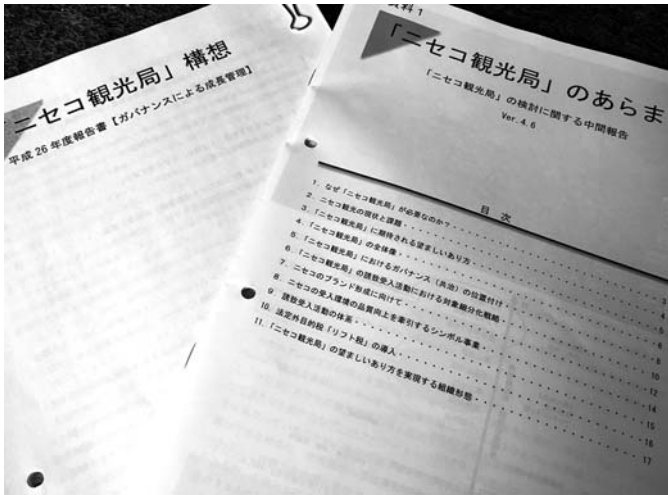 ニセコ観光局」構想
平成26年度報告書【ガバナンスによる成長管理】
資料1
「ニセコ観光局」のあらま
「ニセコ観光局」の検討に関する中間報告
Ver.4.6
目 次
1. なぜ「ニセコ観光局」が必要なのか?
2. ニセコ観光の現状と課題
3. 「ニセコ観光局」に期待される望ましいあり方
4. 「ニセコ観光局」の全体像
5. 「ニセコ観光局」におけるガバナンス(共治)の位置付け
6. 「ニセコ観光局」の誘致受入活動における対象細分化戦略
7. ニセコのブランド形成に向けて 10
8. ニセコの受入環境の品質向上を牽引するシンボル事業 12
9. 誘致受入活動の体系 14
10. 法定外目的税「リフト税」の導入 16
11. 「ニセコ観光局」の望ましいあり方を実現する組織形態 17